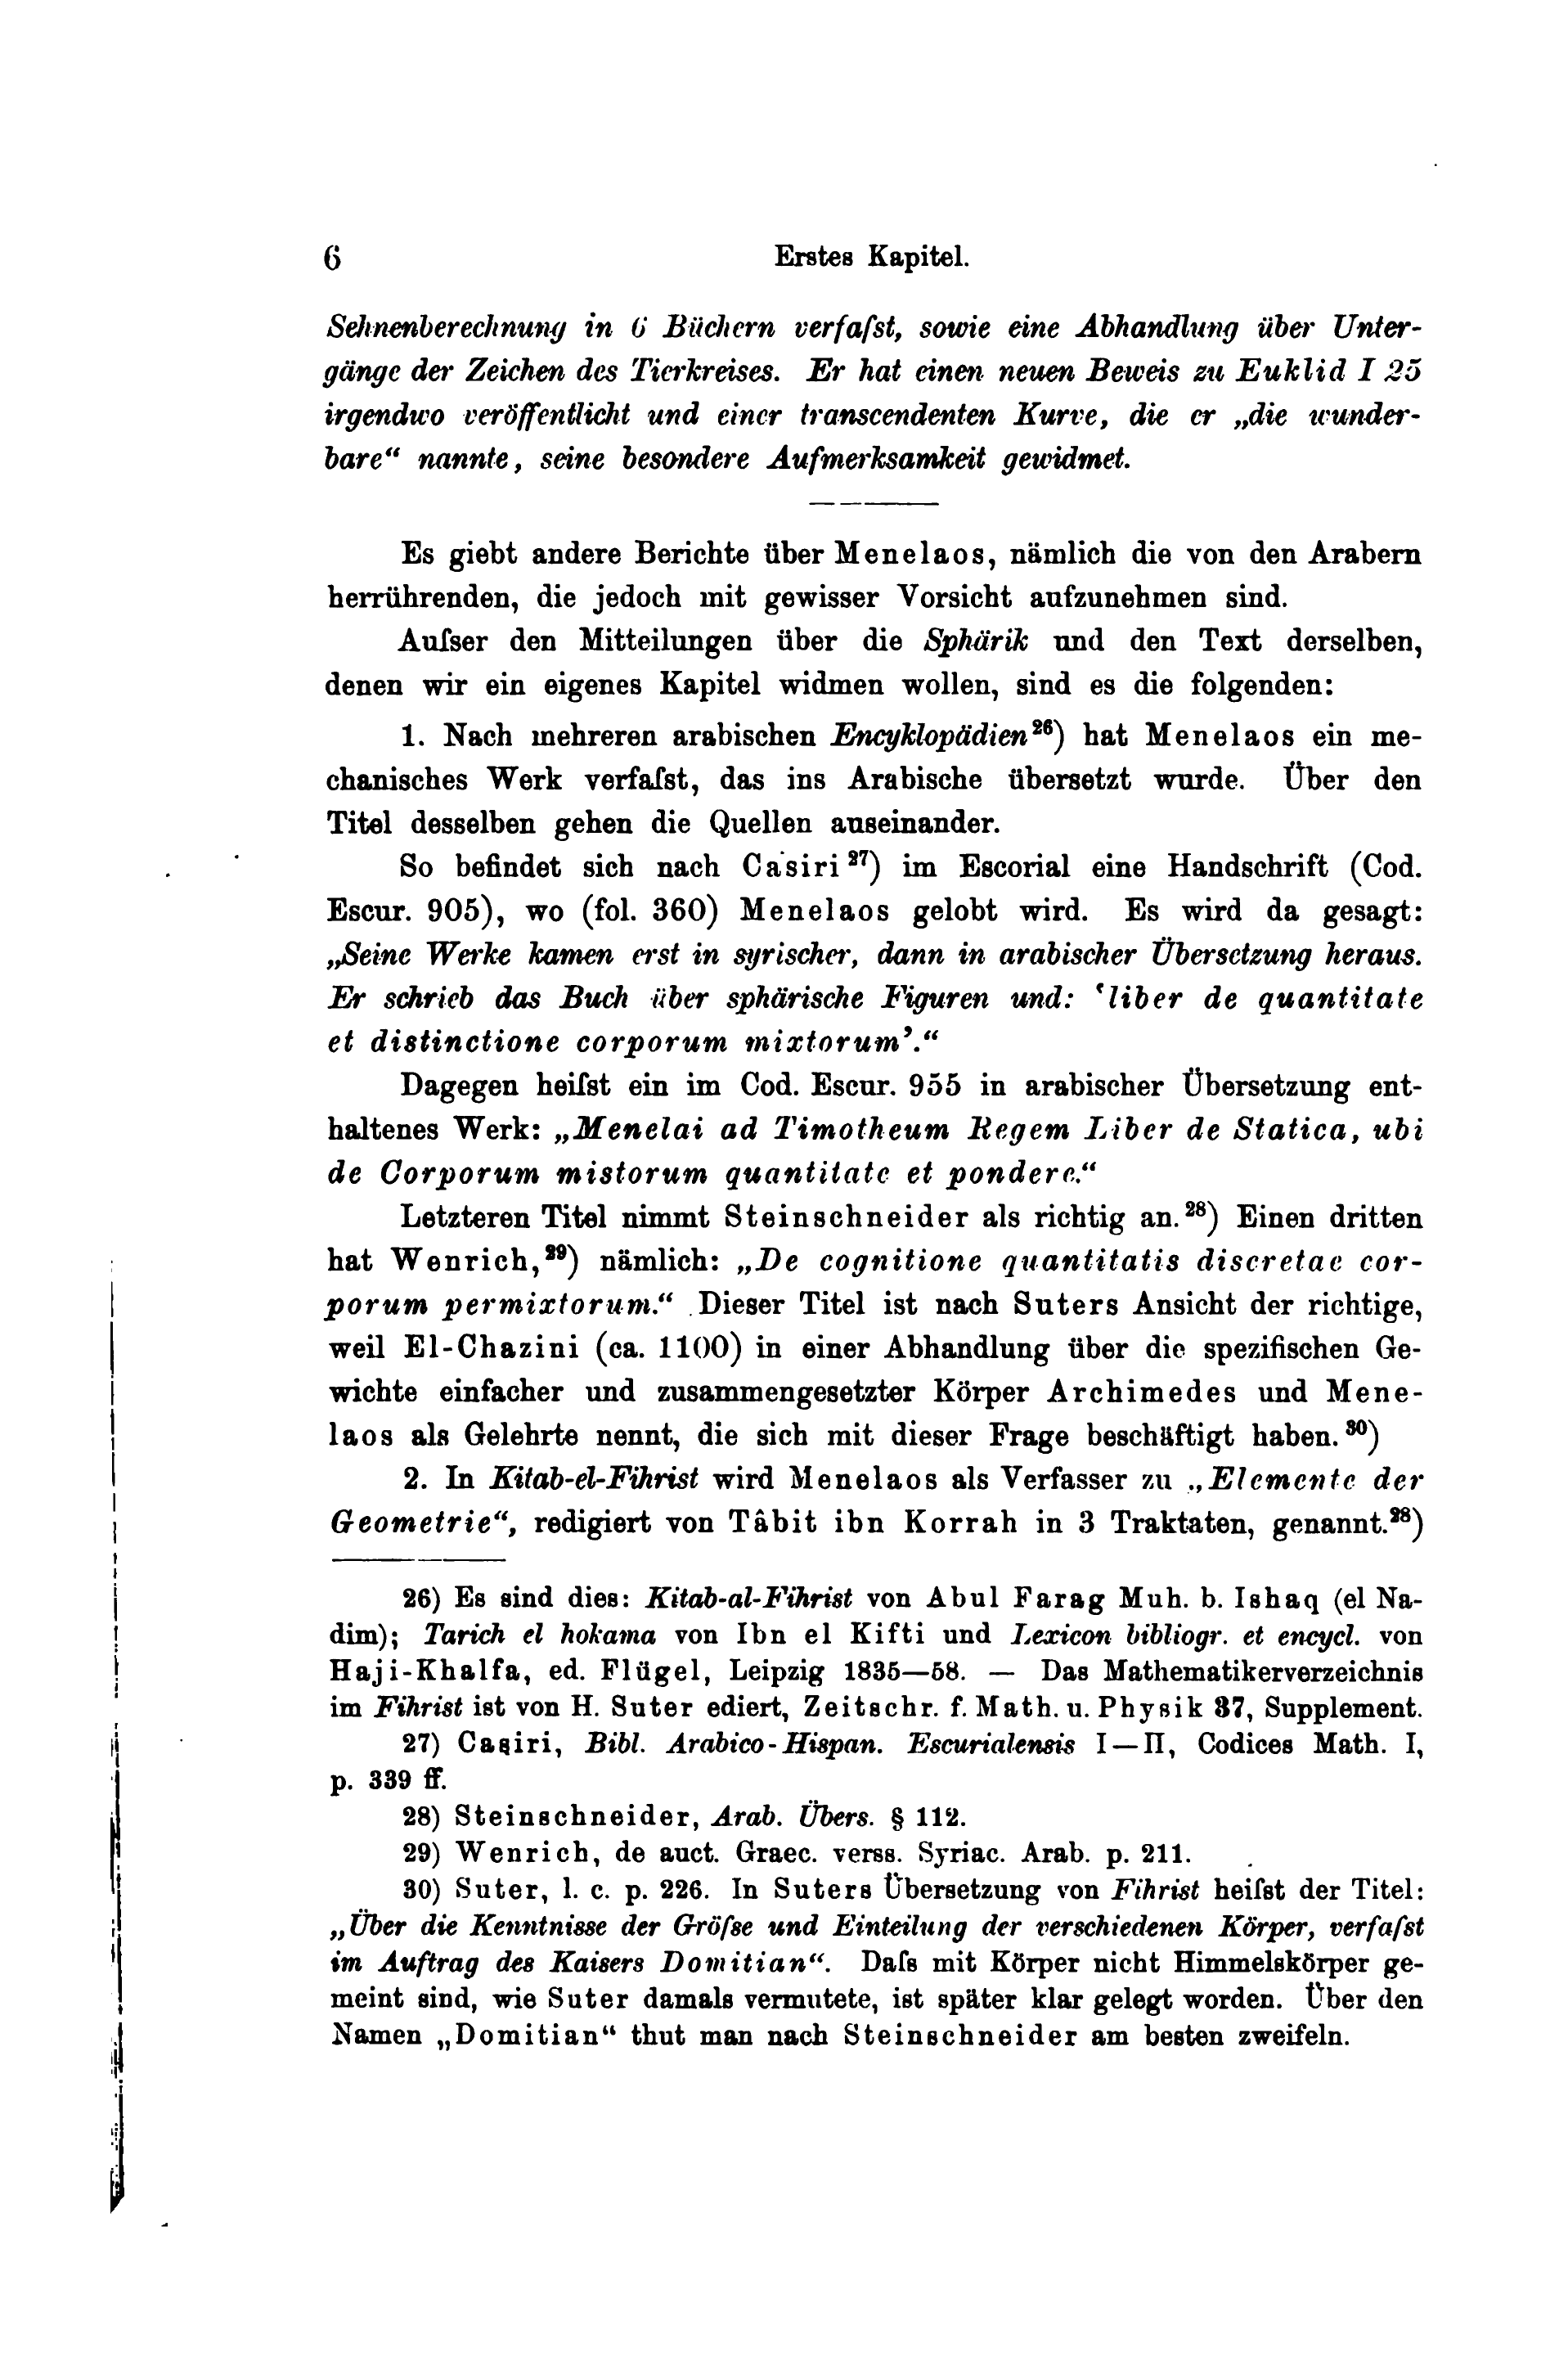 6 Erstes Kapitel.
Sehnenberechnung in 6 Büchern verfaſst, sowie eine Abhandlung über Unter-
gänge der Zeichen des Tierkreises. Er hat einen neuen Beweis zu Euklid I 25
irgendwo veröffentlicht und einer transcendenten Kurve, die er „die wunder-
bare“ nannte, seine besondere Aufmerksamkeit gewidmet.
Es giebt andere Berichte über Menelaos, nämlich die von den Arabern
herrührenden, die jedoch mit gewisser Vorsicht aufzunehmen sind.
Auſser den Mitteilungen über die Sphärik und den Text derselben,
denen wir ein eigenes Kapitel widmen wollen, sind es die folgenden:
1. Nach mehreren arabischen Encyklopädien²⁶) hat Menelaos ein me-
chanisches Werk verfaſst, das ins Arabische übersetzt wurde. Über den
Titel desselben gehen die Quellen auseinander.
So befindet sich nach Casiri²⁷) im Escorial eine Handschrift (Cod.
Escur. 905), wo (fol. 360) Menelaos gelobt wird. Es wird da gesagt:
„Seine Werke kamen erst in syrischer, dann in arabischer Übersetzung heraus.
Er schrieb das Buch über sphärische Figuren und: ‘liber de quantitate
et distinctione corporum mixtorum’.“
Dagegen heiſst ein im Cod. Escur. 955 in arabischer Übersetzung ent-
haltenes Werk: „Menelai ad Timotheum Regem Liber de Statica, ubi
de Corporum mistorum quantitate et pondere.“
Letzteren Titel nimmt Steinschneider als richtig an.²⁸) Einen dritten
hat Wenrich,²⁹) nämlich: „De cognitione quantitatis discretae cor-
porum permixtorum.“ Dieser Titel ist nach Suters Ansicht der richtige,
weil El-Chazini (ca. 1100) in einer Abhandlung über die spezifischen Ge-
wichte einfacher und zusammengesetzter Körper Archimedes und Mene-
laos als Gelehrte nennt, die sich mit dieser Frage beschäftigt haben.³⁰)
2. In Kitab-el-Fihrist wird Menelaos als Verfasser zu „Elemente der
Geometrie“, redigiert von Tâbit ibn Korrah in 3 Traktaten, genannt.²⁸)
26) Es sind dies: Kitab-al-Fihrist von Abul Farag Muh. b. Ishaq (el Na-
dim); Tarich el hokama von Ibn el Kifti und Lexicon bibliogr. et encycl. von
Haji-Khalfa, ed. Flügel, Leipzig 1835—58. — Das Mathematikerverzeichnis
im Fihrist ist von H. Suter ediert, Zeitschr. f. Math. u. Physik 37, Supplement.
27) Casiri, Bibl. Arabico-Hispan. Escurialensis I—II, Codices Math. I,
p. 339 ff.
28) Steinschneider, Arab. Übers. § 112.
29) Wenrich, de auct. Graec. verss. Syriac. Arab. p. 211.
30) Suter, l. c. p. 226. In Suters Übersetzung von Fihrist heiſst der Titel:
„Über die Kenntnisse der Gröſse und Einteilung der verschiedenen Körper, verfaſst
im Auftrag des Kaisers Domitian“. Daſs mit Körper nicht Himmelskörper ge-
meint sind, wie Suter damals vermutete, ist später klar gelegt worden. Über den
Namen „Domitian“ thut man nach Steinschneider am besten zweifeln.